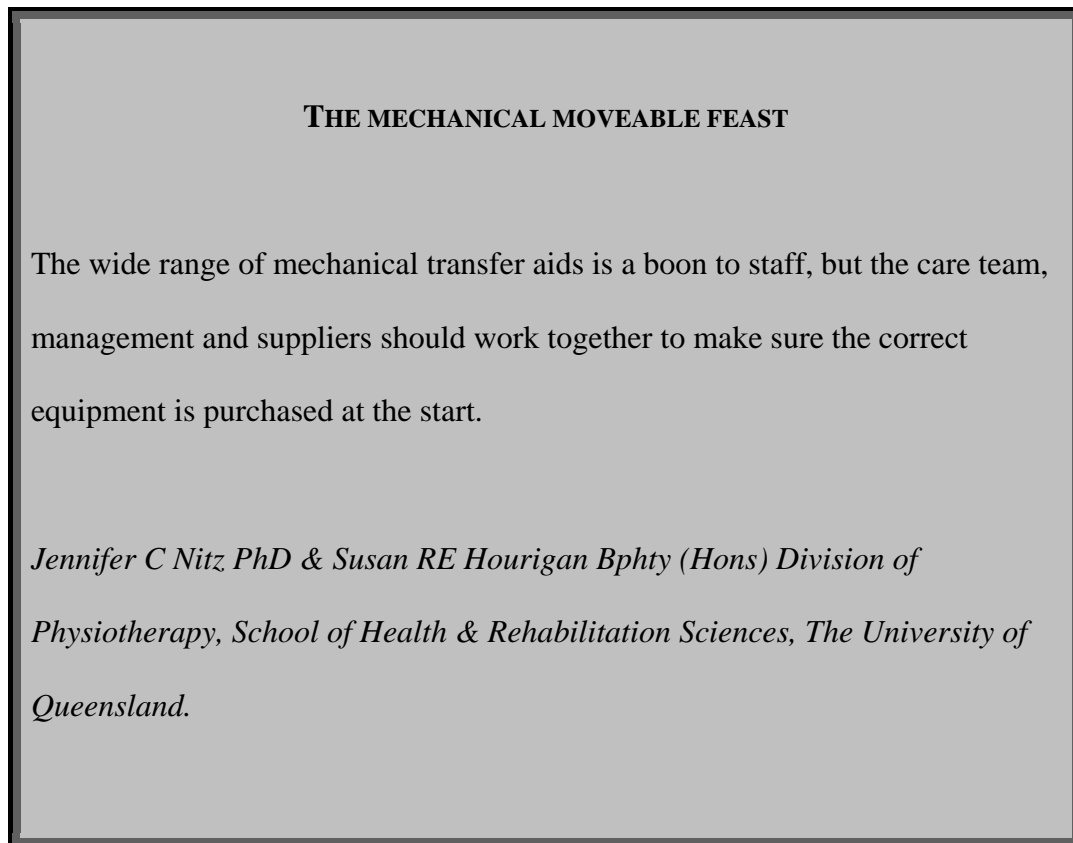 THE MECHANICAL MOVEABLE FEAST
The wide range of mechanical transfer aids is a boon to staff, but the care team,
management and suppliers should work together to make sure the correct
equipment is purchased at the start.
Jennifer C Nitz PhD & Susan RE Hourigan Bphty (Hons) Division of
Physiotherapy, School of Health & Rehabilitation Sciences, The University of
Queensland.